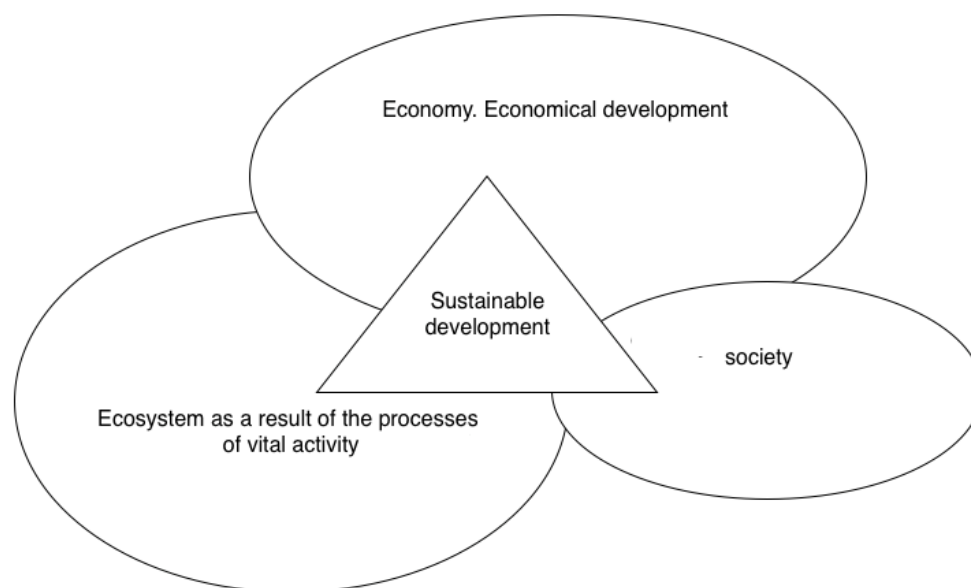 Economy. Economical development
Sustainable
development
- society
Ecosystem as a result of the processes
of vital activity